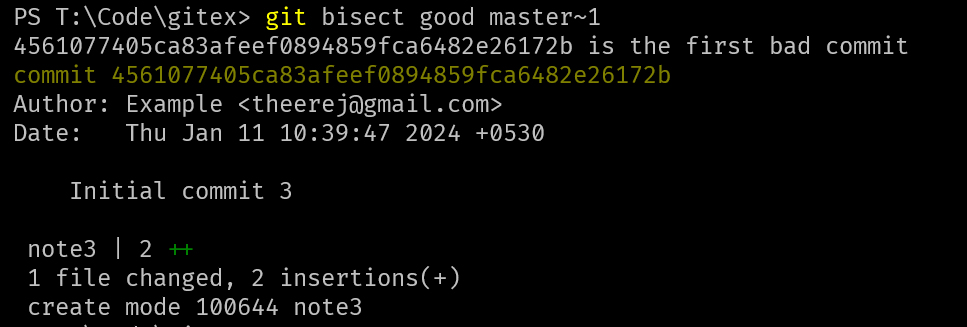 PS T:\Code\gitex> git bisect good master~1
4561077405ca83afeef0894859fca6482e26172b is the first bad commit
commit 4561077405ca83afeef0894859fca6482e26172b
Author: Example <theerej@gmail.com>
Date:   Thu Jan 11 10:39:47 2024 +0530
    Initial commit 3
 note3 | 2 ++
 1 file changed, 2 insertions(+)
 create mode 100644 note3